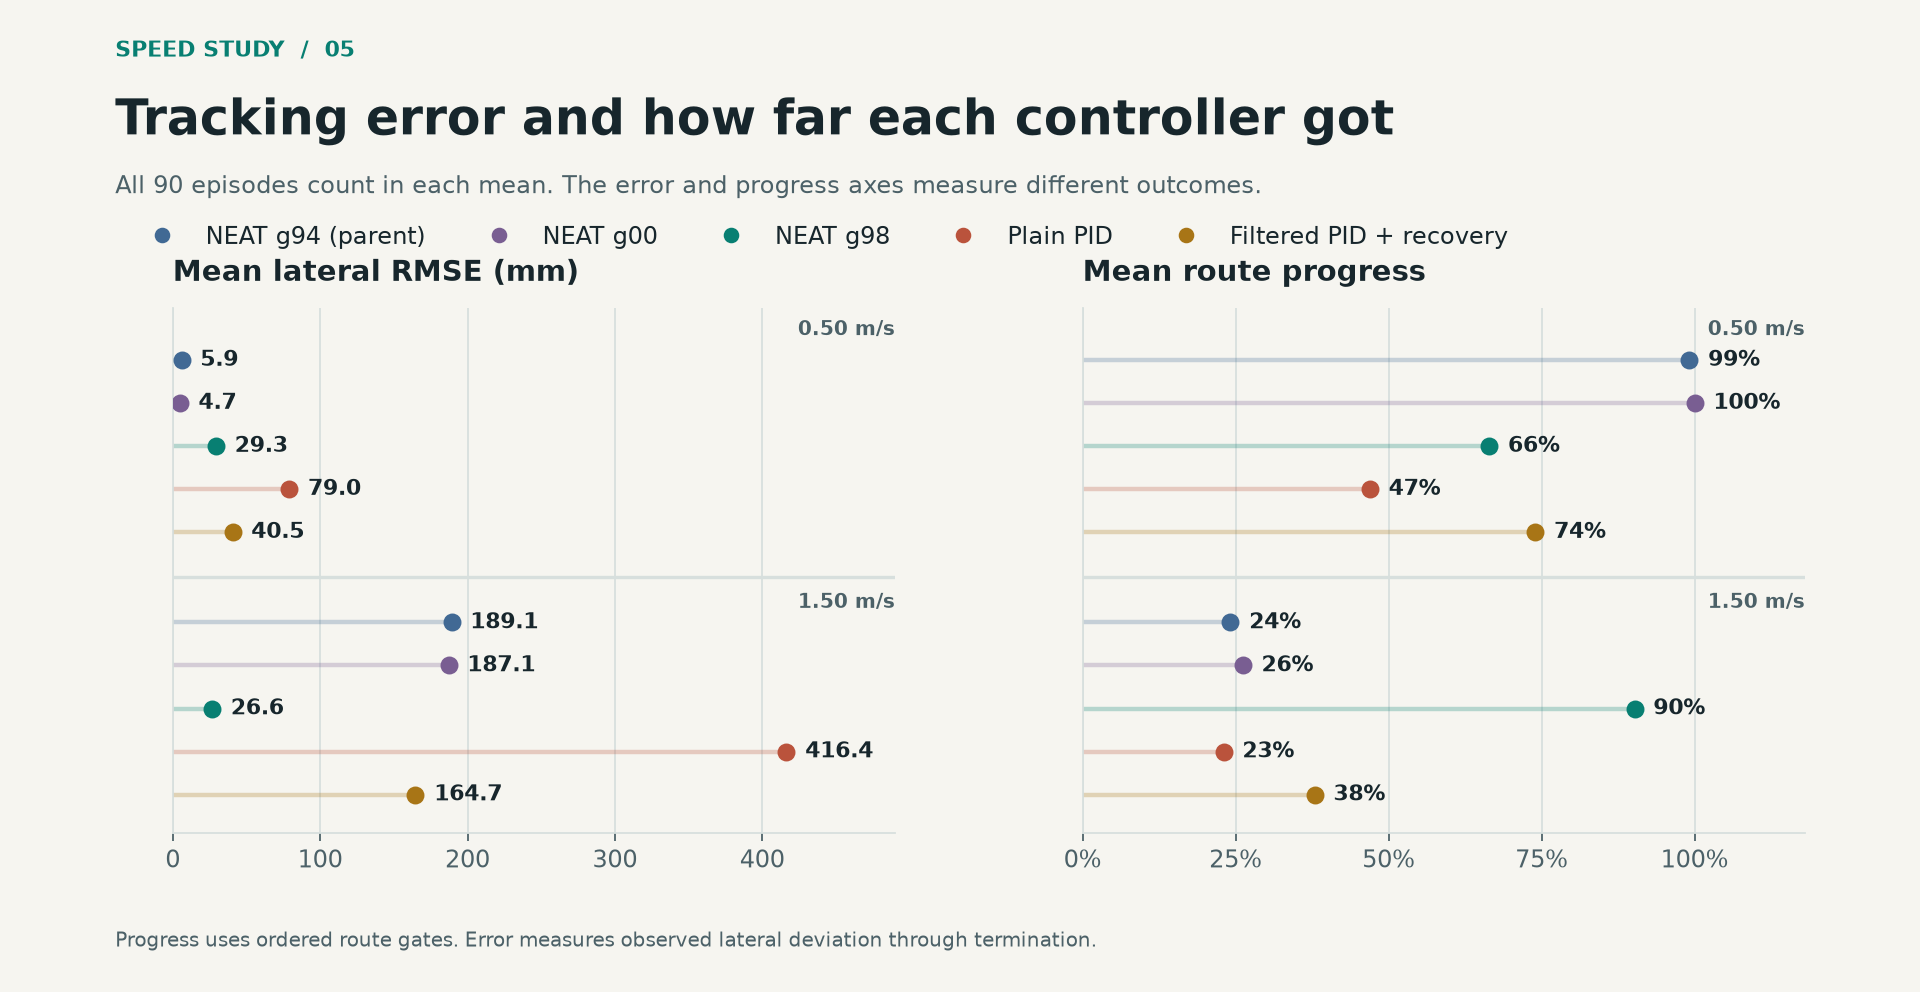 SPEED STUDY / 05
Tracking error and how far each controller got
All 90 episodes count in each mean. The error and progress axes measure different outcomes.
NEAT g94 (parent) NEAT g00 NEAT g98 Plain PID Filtered PID + recovery
Mean lateral RMSE (mm)
0.50 m/s
5.9
4.7
29.3
79.0
40.5
1.50 m/s
189.1
187.1
26.6
416.4
164.7
0 100 200 300 400
Mean route progress
0.50 m/s
99%
100%
66%
47%
74%
1.50 m/s
24%
26%
90%
23%
38%
0% 25% 50% 75% 100%
Progress uses ordered route gates. Error measures observed lateral deviation through termination.